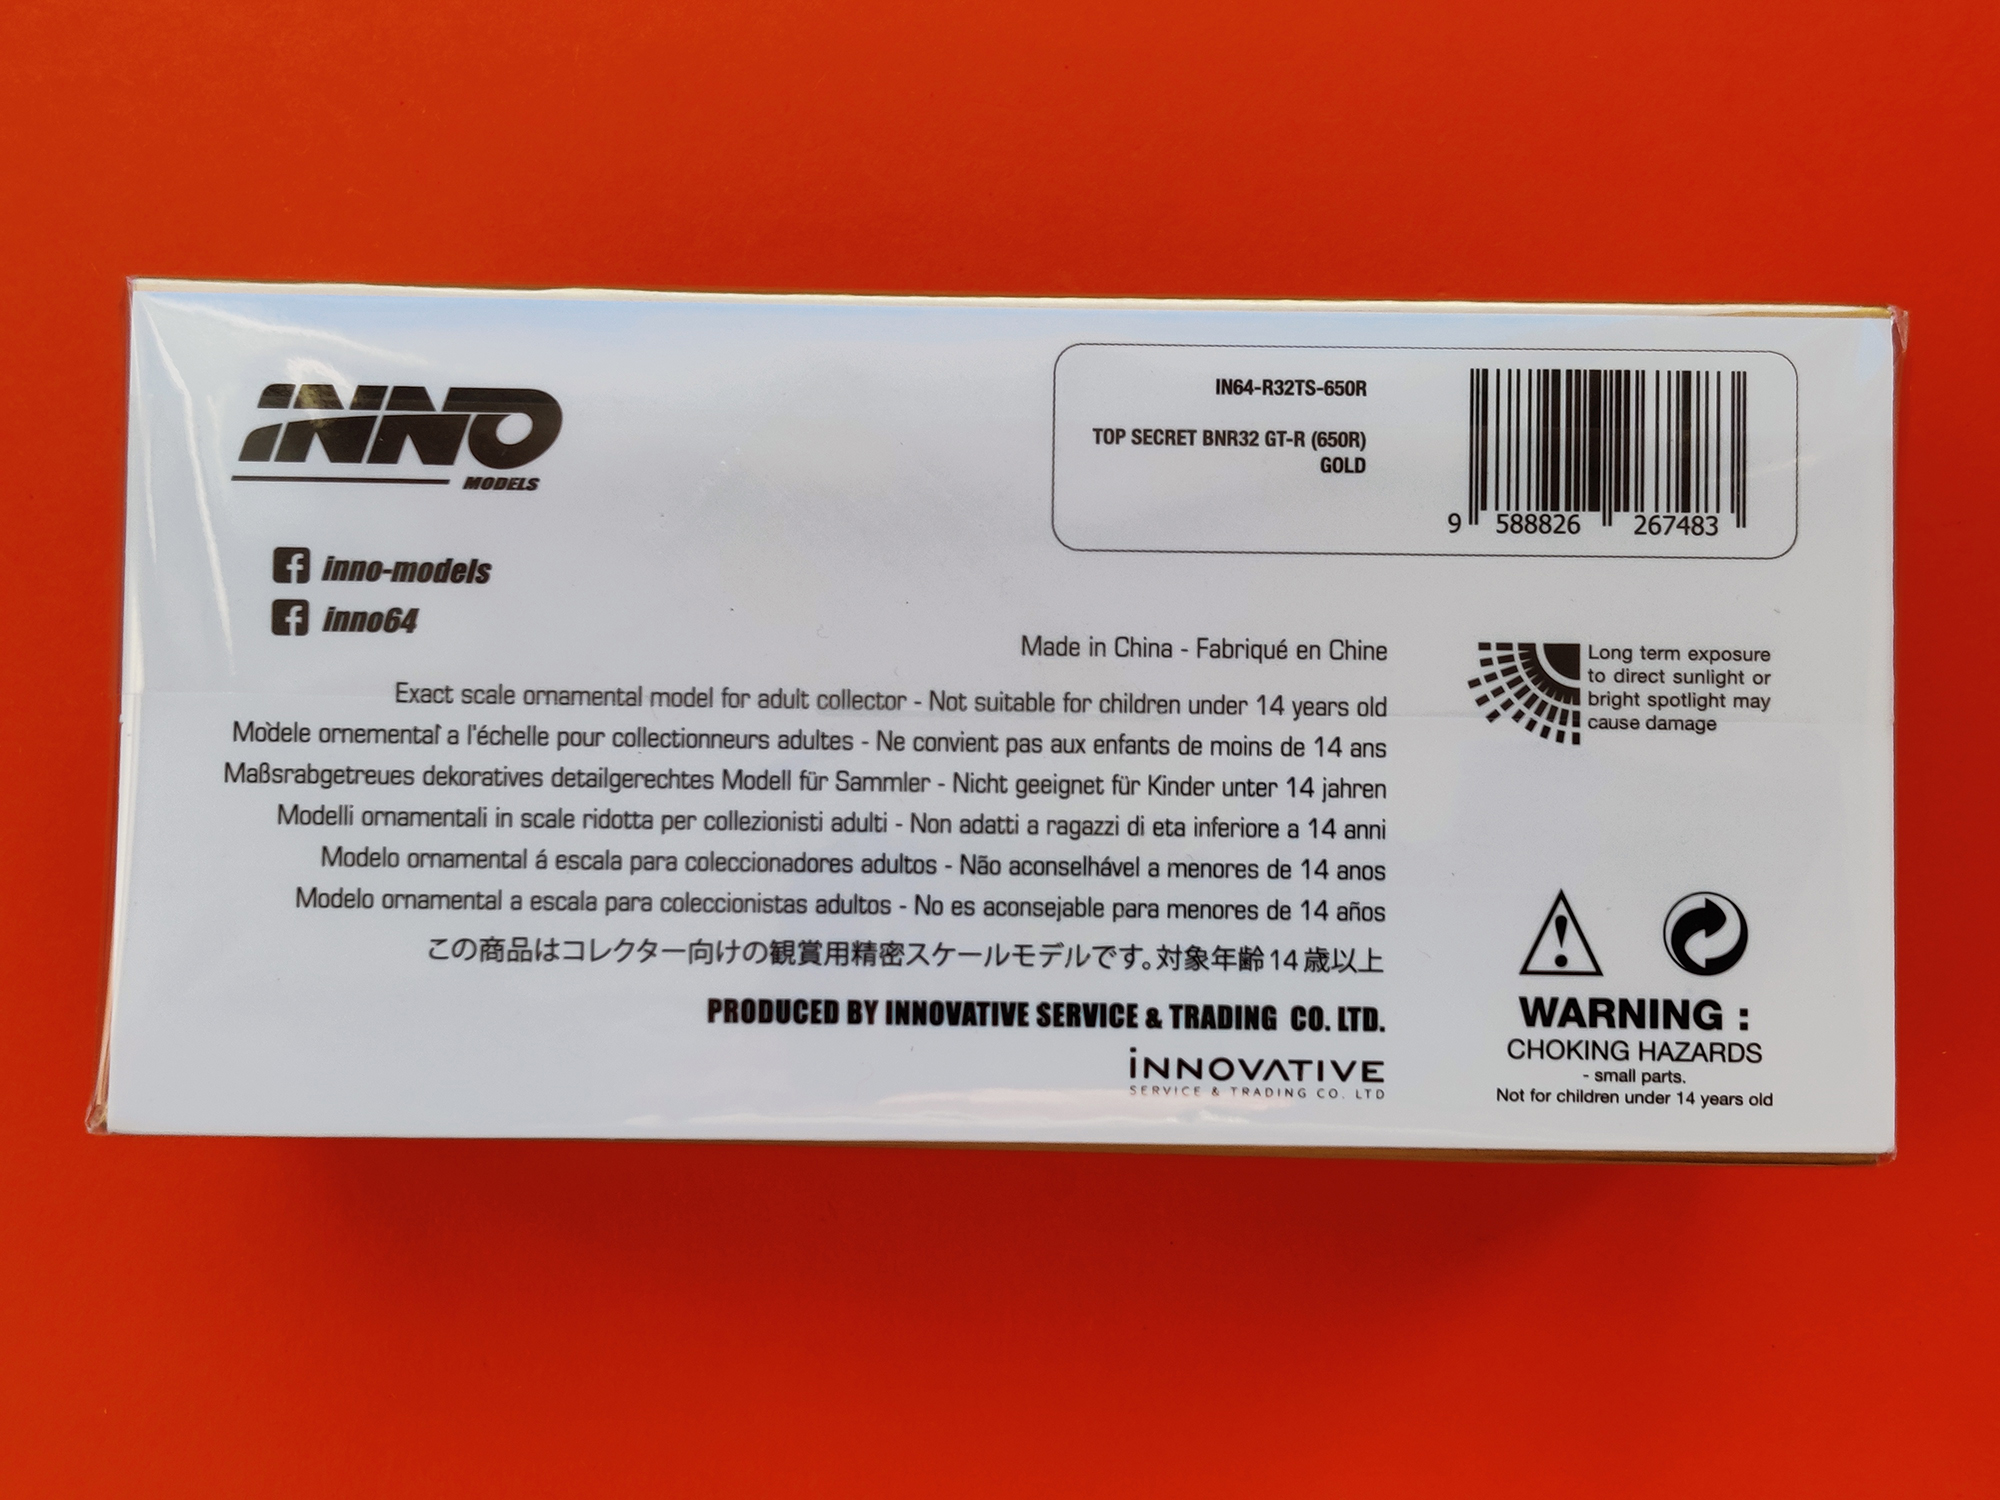 INNO
MODELS
inno-models
inno64
IN64-R32TS-650R
TOP SECRET BNR32 GT-R (650R)
GOLD
9 588826 267483
Made in China - Fabriqué en Chine
Exact scale ornamental model for adult collector - Not suitable for children under 14 years old
Modèle ornemental a l'échelle pour collectionneurs adultes - Ne convient pas aux enfants de moins de 14 ans
Maßsrabgetreues dekoratives detailgerechtes Modell für Sammler - Nicht geeignet für Kinder unter 14 jahren
Modelli ornamentali in scale ridotta per collezionisti adulti - Non adatti a ragazzi di eta inferiore a 14 anni
Modelo ornamental á escala para coleccionadores adultos - Não aconselhável a menores de 14 anos
Modelo ornamental a escala para coleccionistas adultos - No es aconsejable para menores de 14 años
この商品はコレクター向けの観賞用精密スケールモデルです。対象年齢14歳以上
PRODUCED BY INNOVATIVE SERVICE & TRADING CO. LTD.
iNNOVATIVE
SERVICE & TRADING CO. LTD
Long term exposure
to direct sunlight or
bright spotlight may
cause damage
WARNING :
CHOKING HAZARDS
- small parts.
Not for children under 14 years old